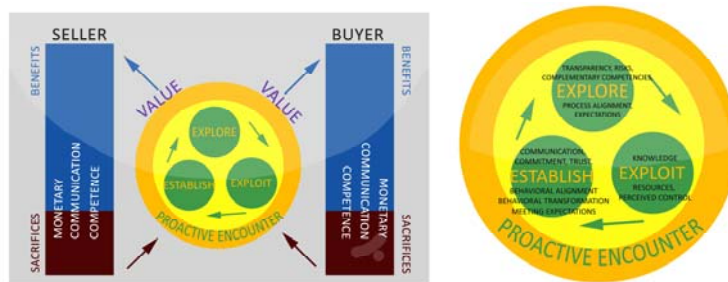 SELLER
BUYER
BENEFITS
SACRIFICES
MONETARY
COMMUNICATION
COMPETENCE
VALUE
VALUE
EXPLORE
ESTABLISH
EXPLOIT
PROACTIVE ENCOUNTER
MONETARY
COMMUNICATION
COMPETENCE
BENEFITS
SACRIFICES
TRANSPARENCY, RISKS,
COMPLEMENTARY COMPETENCIES,
EXPLORE
PROCESS ALIGNMENT,
EXPECTATIONS
COMMUNICATION,
COMMITMENT, TRUST,
ESTABLISH
BEHAVIORAL ALIGNMENT
BEHAVIORAL TRANSFORMATION
MEETING EXPECTATIONS
KNOWLEDGE
EXPLOIT
RESOURCES,
PERCEIVED CONTROL
PROACTIVE ENCOUNTER